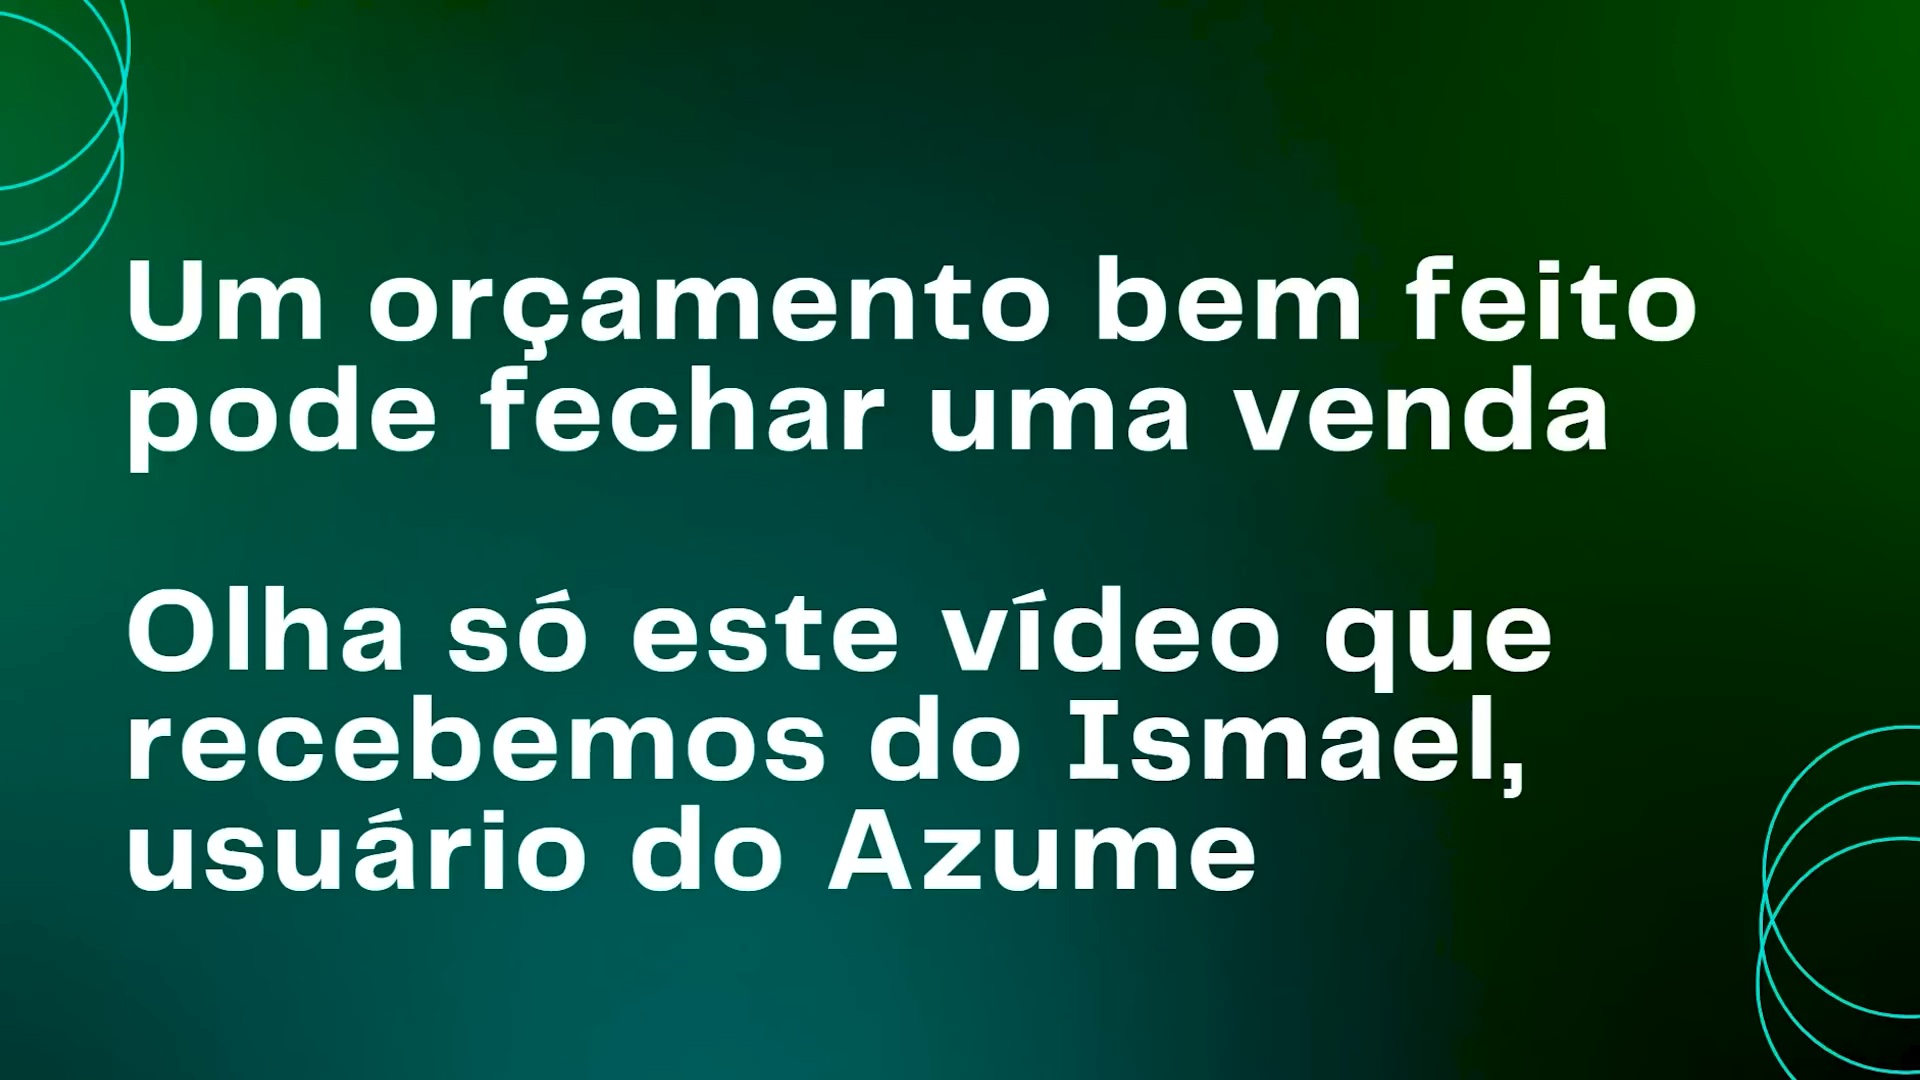 Um orçamento bem feito
pode fechar uma venda
Olha só este vídeo que
recebemos do Ismael,
usuário do Azume